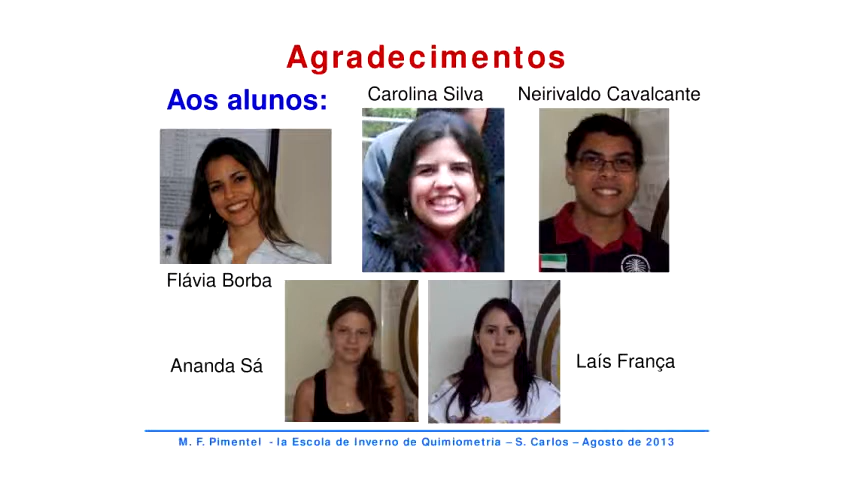 Agradecimentos
Aos alunos:
Carolina Silva
Neirivaldo Cavalcante
Flávia Borba
Ananda Sá
Laís França
M. F. Pimentel - Ia Escola de Inverno de Quimiometria – S. Carlos – Agosto de 2013